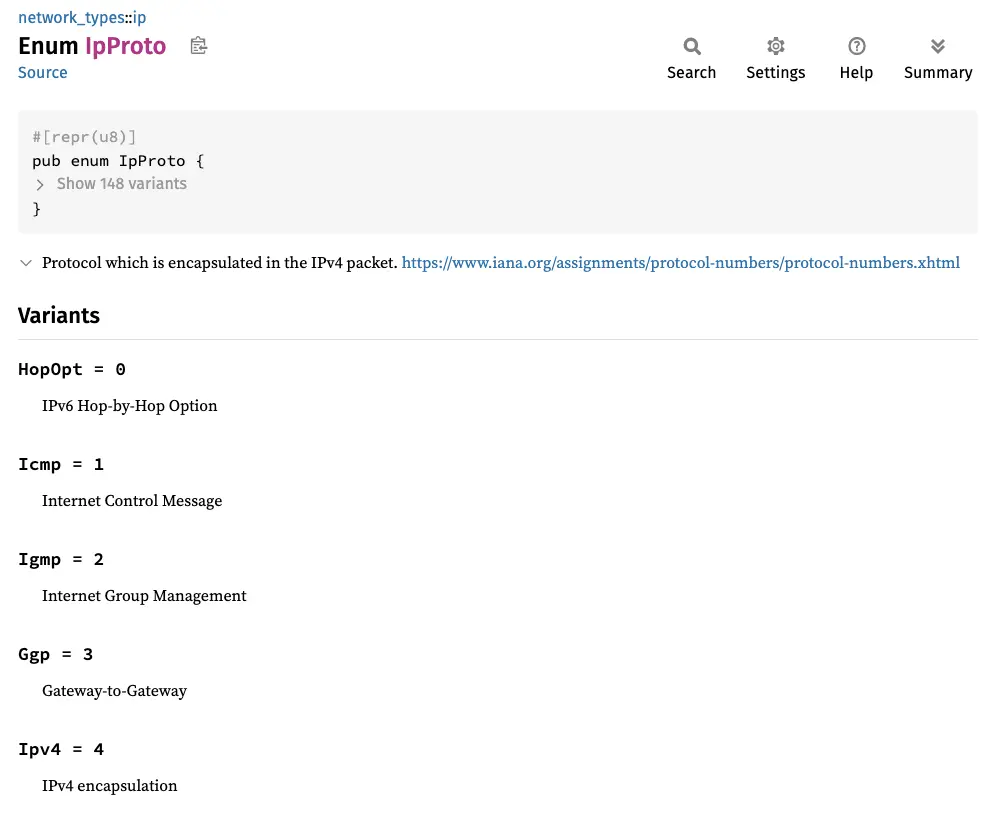 network_types::ip
Enum IpProto
Source
Search
Settings
Help
Summary
#[repr(u8)]
pub enum IpProto {
Show 148 variants
}
Protocol which is encapsulated in the IPv4 packet. https://www.iana.org/assignments/protocol-numbers/protocol-numbers.xhtml
Variants
HopOpt = 0
IPv6 Hop-by-Hop Option
Icmp = 1
Internet Control Message
Igmp = 2
Internet Group Management
Ggp = 3
Gateway-to-Gateway
Ipv4 = 4
IPv4 encapsulation